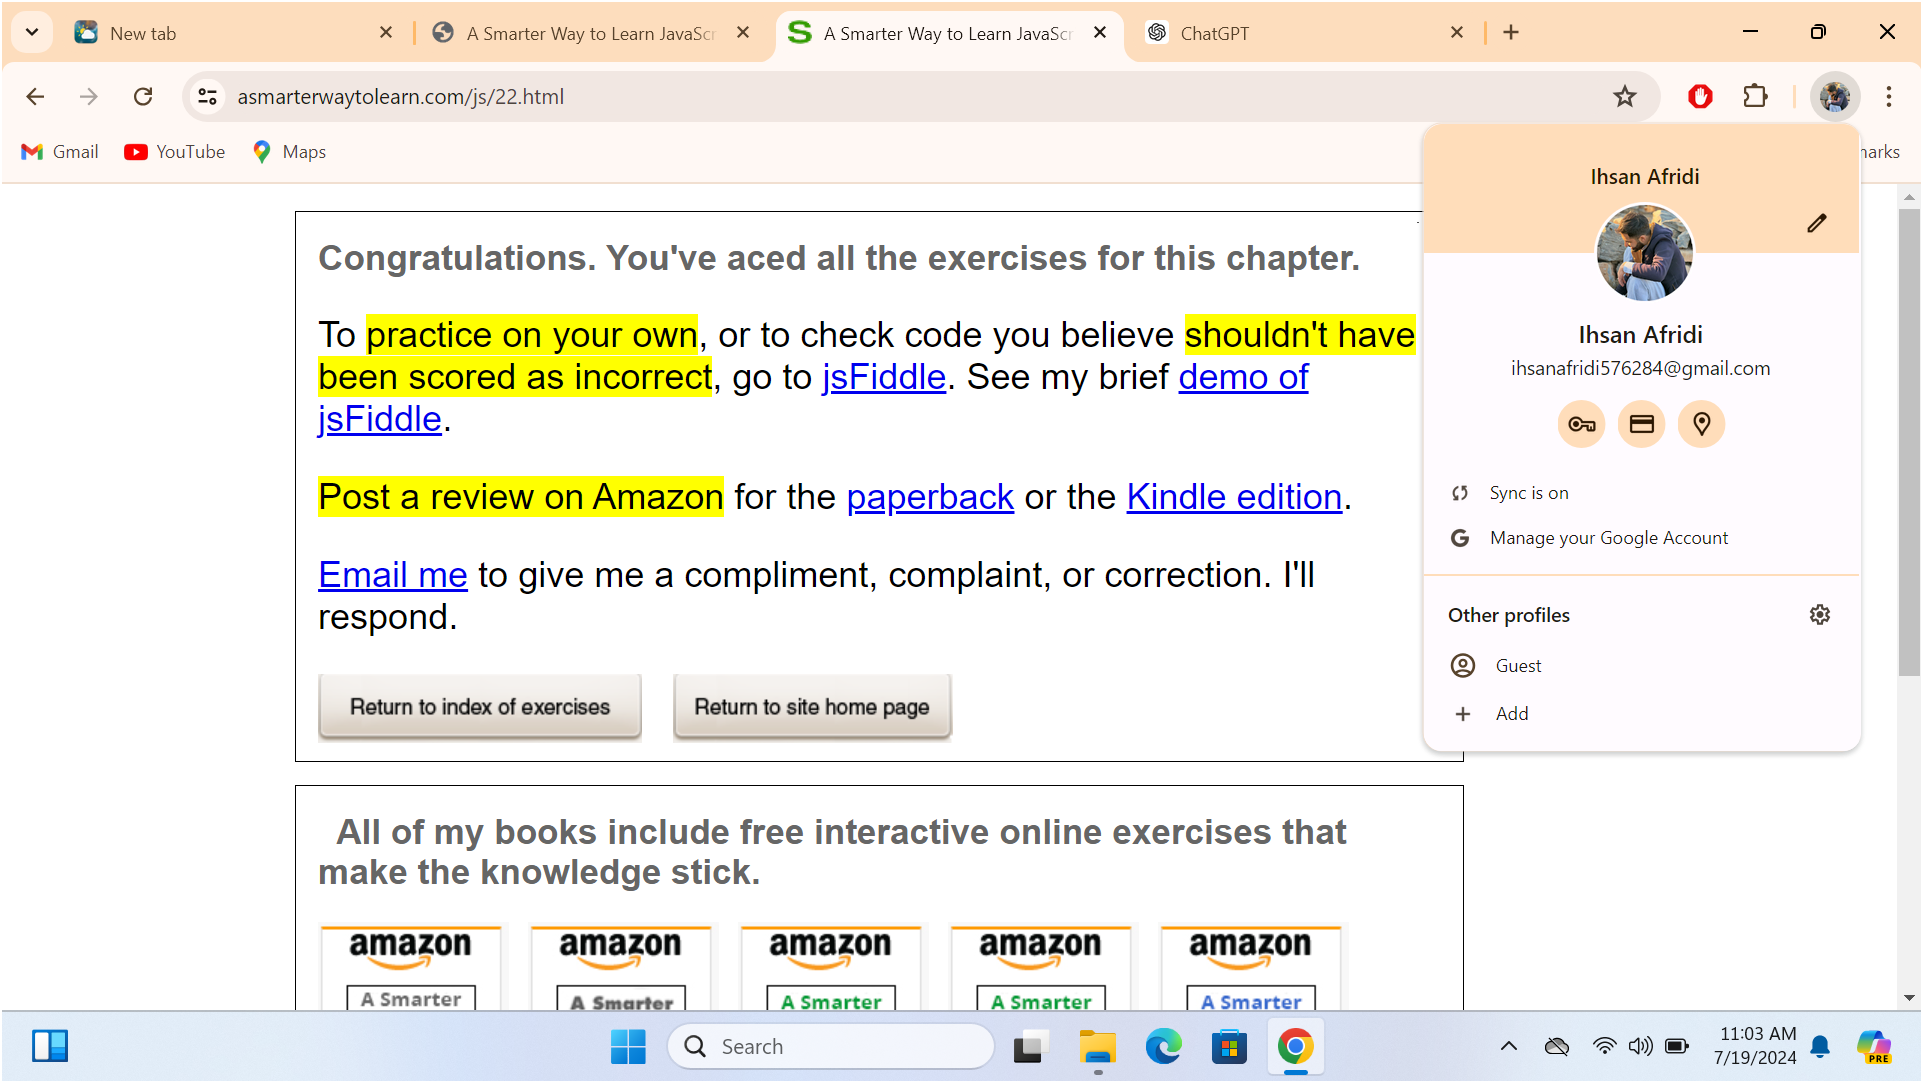 New tab
A Smarter Way to Learn JavaScr
A Smarter Way to Learn JavaScr
ChatGPT
asmarterwaytolearn.com/js/22.html
Gmail
YouTube
Maps
arks
Ihsan Afridi
Ihsan Afridi
ihsanafridi576284@gmail.com
Sync is on
Manage your Google Account
Other profiles
Guest
Add
Congratulations. You've aced all the exercises for this chapter.
To practice on your own, or to check code you believe shouldn't have
been scored as incorrect, go to jsFiddle. See my brief demo of
jsFiddle.
Post a review on Amazon for the paperback or the Kindle edition.
Email me to give me a compliment, complaint, or correction. I'll
respond.
Return to index of exercises
Return to site home page
All of my books include free interactive online exercises that
make the knowledge stick.
amazon
amazon
amazon
amazon
amazon
A Smarter
A Smarter
A Smarter
A Smarter
A Smarter
Search
11:03 AM
7/19/2024
PRE